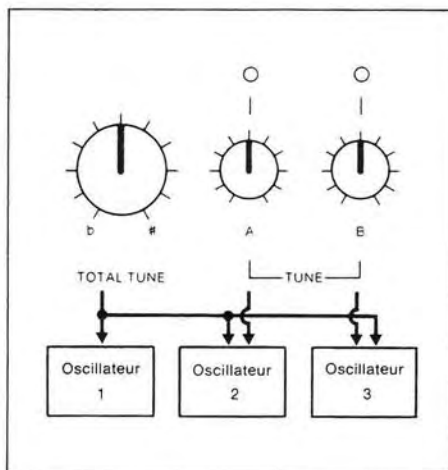 b #
A B
TOTAL TUNE TUNE
Oscillateur Oscillateur Oscillateur
1 2 3